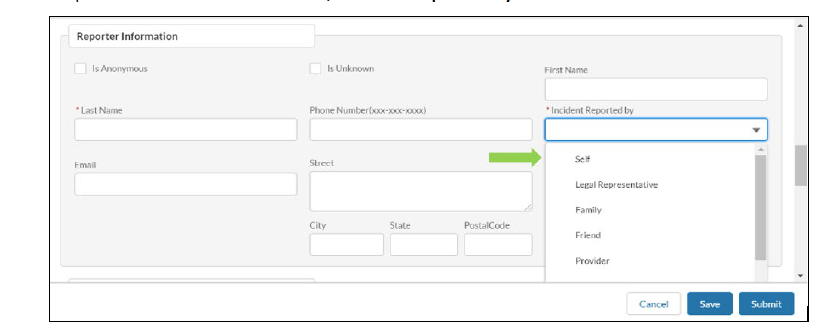 Reporter Information
Is Anonymous
Is Unknown
First Name
* Last Name
Phone Number(xxx-xxx-xxxx)
* Incident Reported by
Email
Street
Self
Legal Representative
Family
City State PostalCode
Friend
Provider
Cancel Save Submit